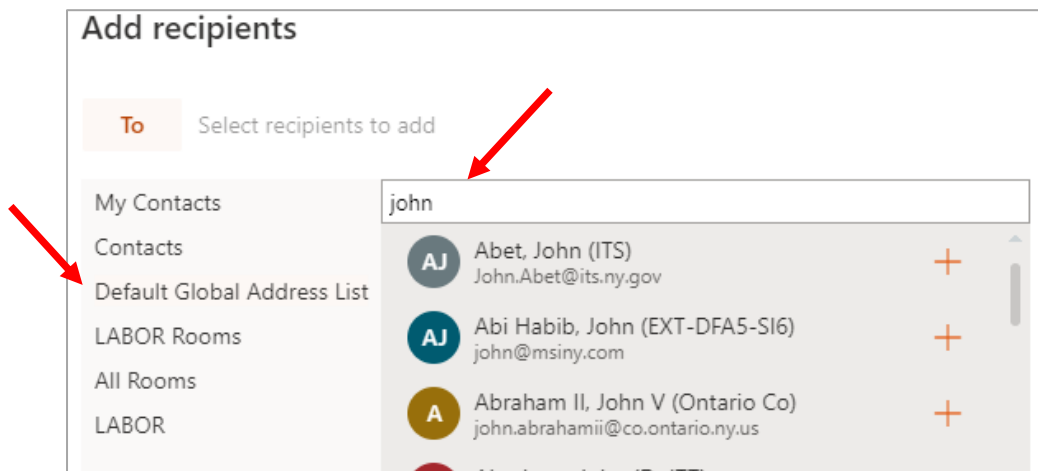 Add recipients
To Select recipients to add
My Contacts
Contacts
Default Global Address List
LABOR Rooms
All Rooms
LABOR
john
AJ
Abet, John (ITS)
John.Abet@its.ny.gov
AJ
Abi Habib, John (EXT-DFA5-SI6)
john@msiny.com
A
Abraham II, John V (Ontario Co)
john.abrahamii@co.ontario.ny.us